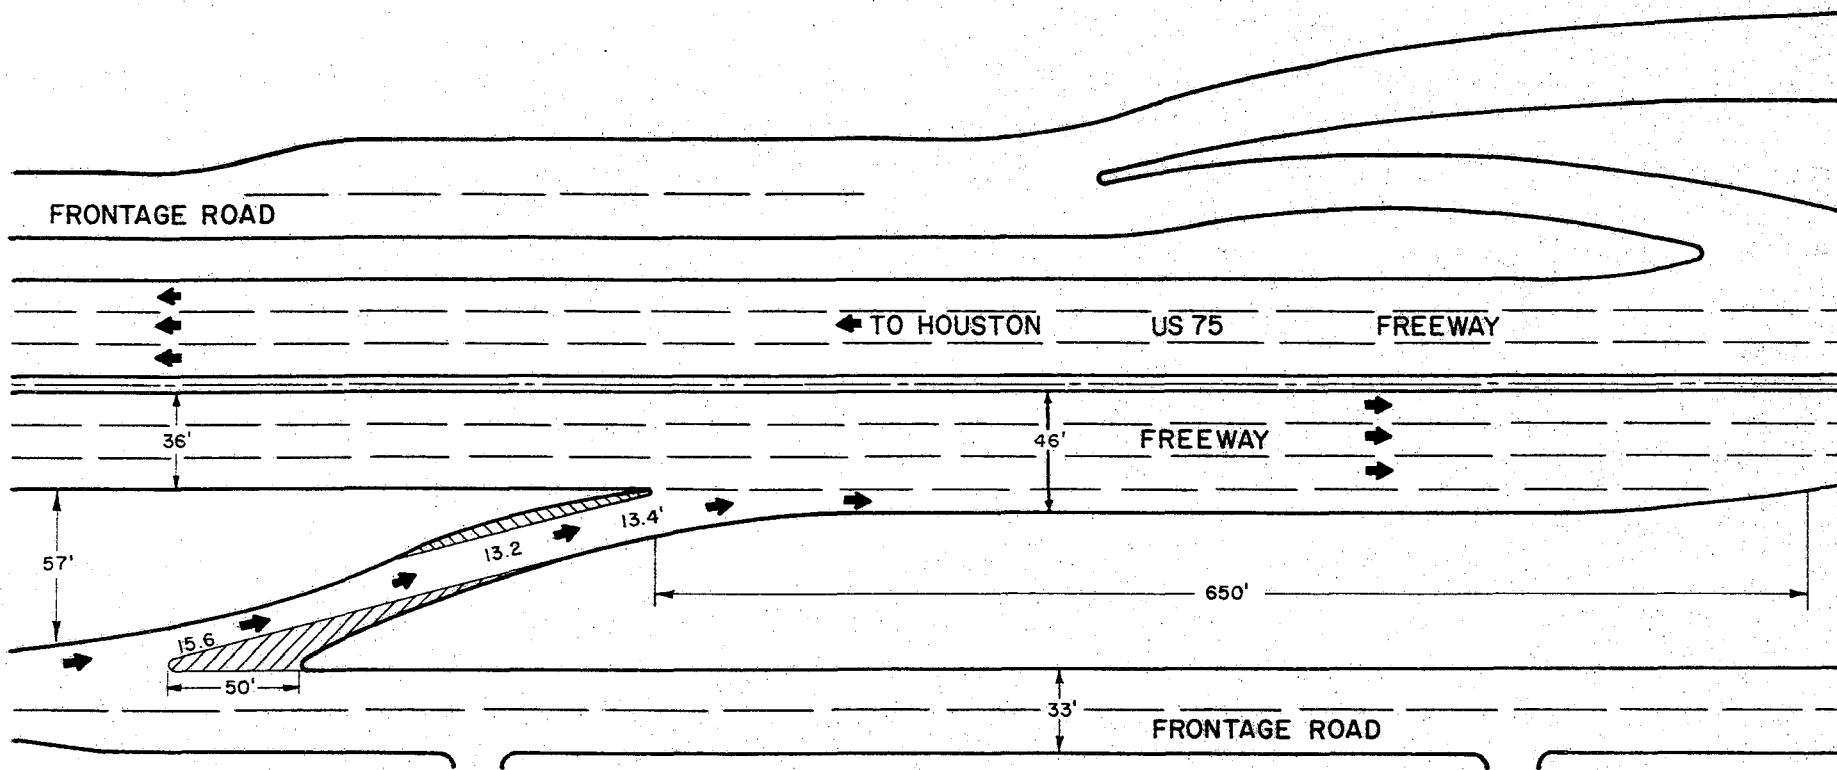 FRONTAGE ROAD
TO HOUSTON US 75 FREEWAY
36'
46'
FREEWAY
13.4'
13.2
57'
650'
15.6
50'
33'
FRONTAGE ROAD